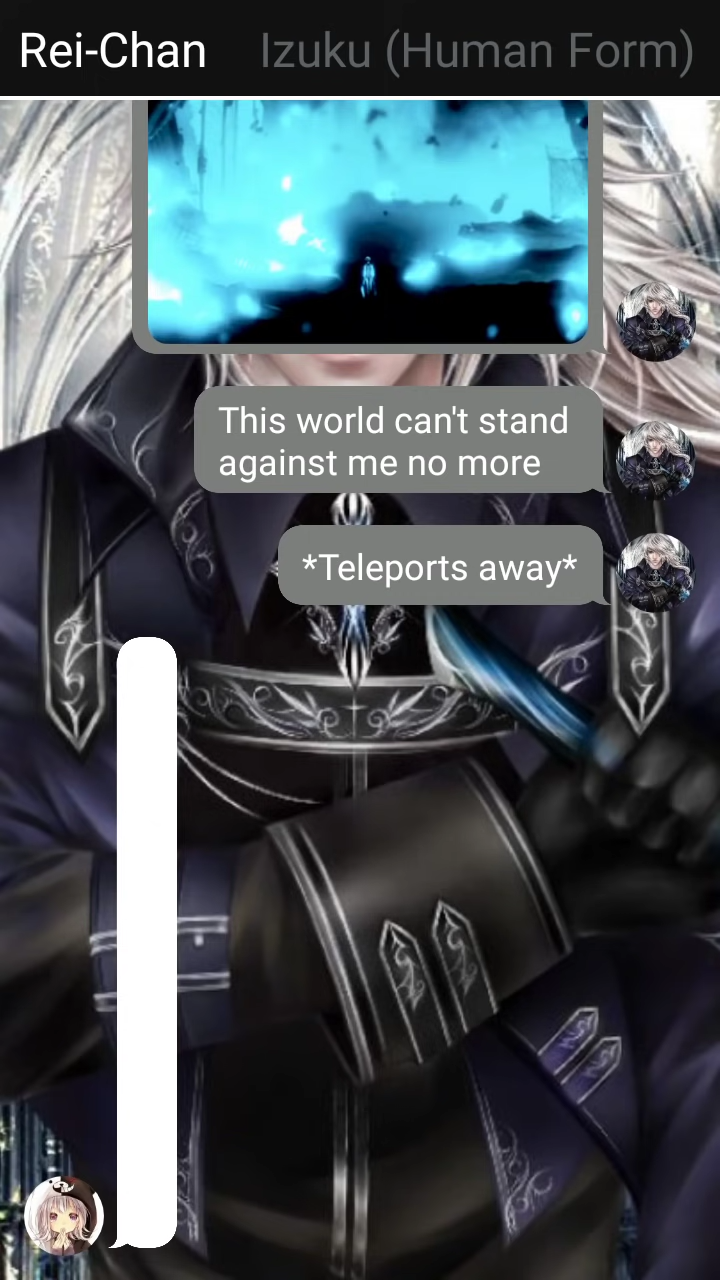 Rei-Chan
Izuku (Human Form)
This world can't stand
against me no more
*Teleports away*